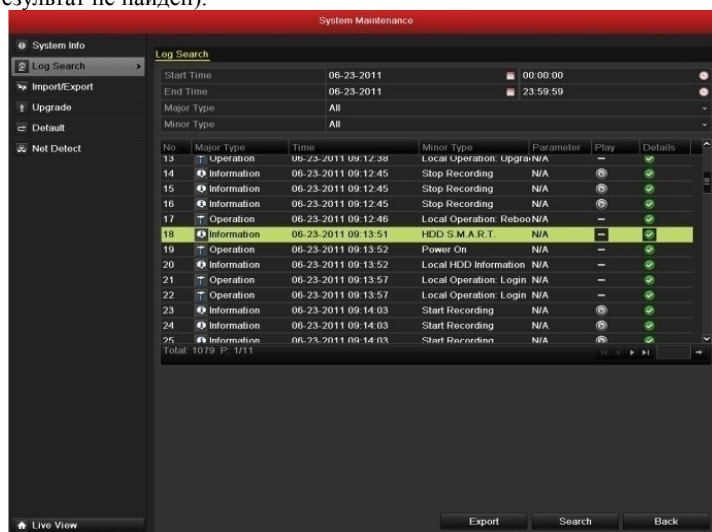 результат не найден).
System Maintenance
System Info
Log Search
Import/Export
Upgrade
Default
Net Detect
Live View
Log Search
Start Time 06-23-2011 00:00:00
End Time 06-23-2011 23:59:59
Major Type All
Minor Type All
No. Major Type Time Minor Type Parameter Play Details
13 Operation 06-23-2011 09:12:38 Local Operation: Upgra N/A –
14 Information 06-23-2011 09:12:45 Stop Recording N/A
15 Information 06-23-2011 09:12:45 Stop Recording N/A
16 Information 06-23-2011 09:12:45 Stop Recording N/A
17 Operation 06-23-2011 09:12:46 Local Operation: Reboo N/A –
18 Information 06-23-2011 09:13:51 HDD S.M.A.R.T. N/A –
19 Operation 06-23-2011 09:13:52 Power On N/A –
20 Information 06-23-2011 09:13:52 Local HDD Information N/A –
21 Operation 06-23-2011 09:13:57 Local Operation: Login N/A –
22 Operation 06-23-2011 09:13:57 Local Operation: Login N/A –
23 Information 06-23-2011 09:14:03 Start Recording N/A
24 Information 06-23-2011 09:14:03 Start Recording N/A
25 Information 06-23-2011 09:14:03 Start Recording N/A
Total: 1079 P: 1/11
Export Search Back